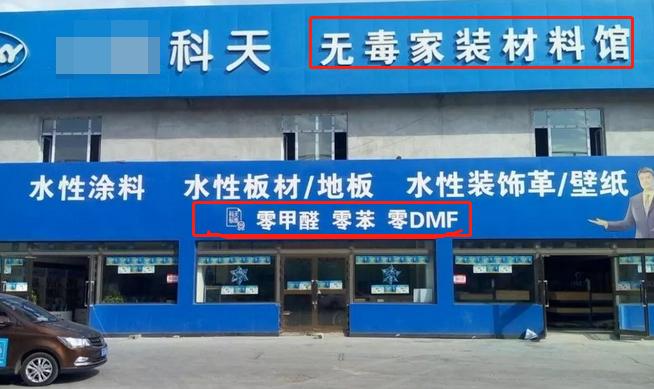 科天 无毒家装材料馆
水性涂料 水性板材/地板 水性装饰革/壁纸
零甲醛 零苯 零DMF